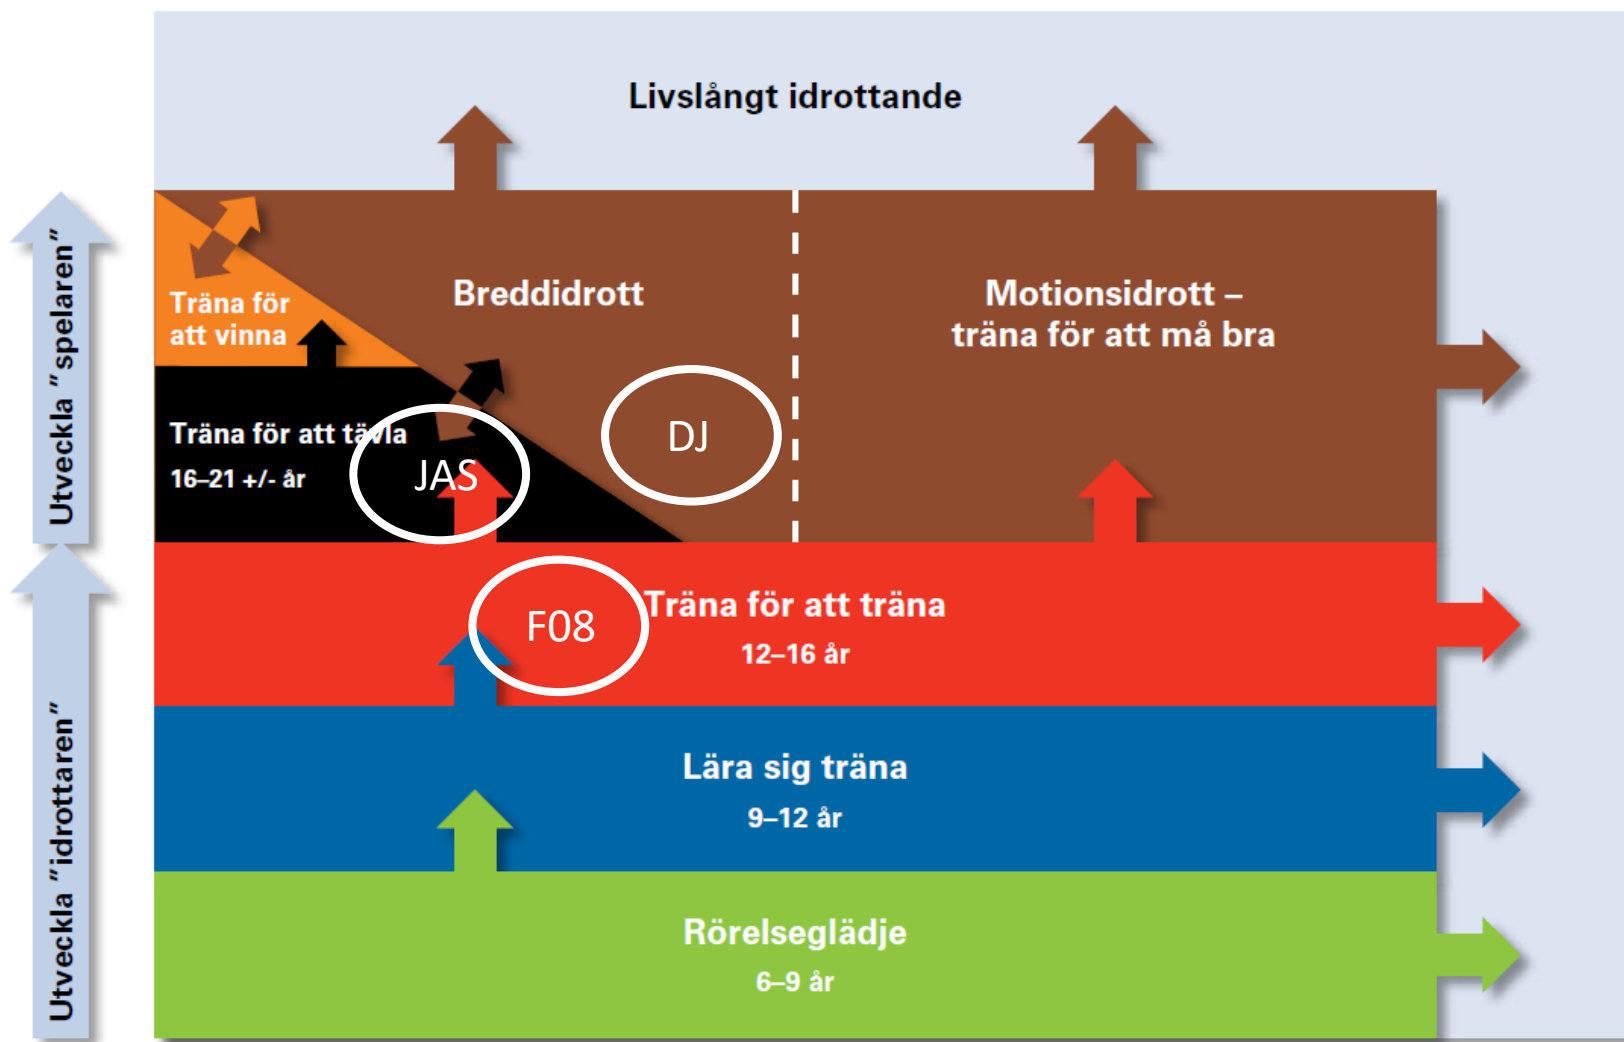 Livslångt idrottande
Utveckla "spelaren"
Träna för
att vinna
Breddidrott
Motionsidrott –
träna för att må bra
Träna för att tävla
16–21 +/- år
JAS
DJ
Utveckla "idrottaren"
F08
Träna för att träna
12–16 år
Lära sig träna
9–12 år
Rörelseglädje
6–9 år